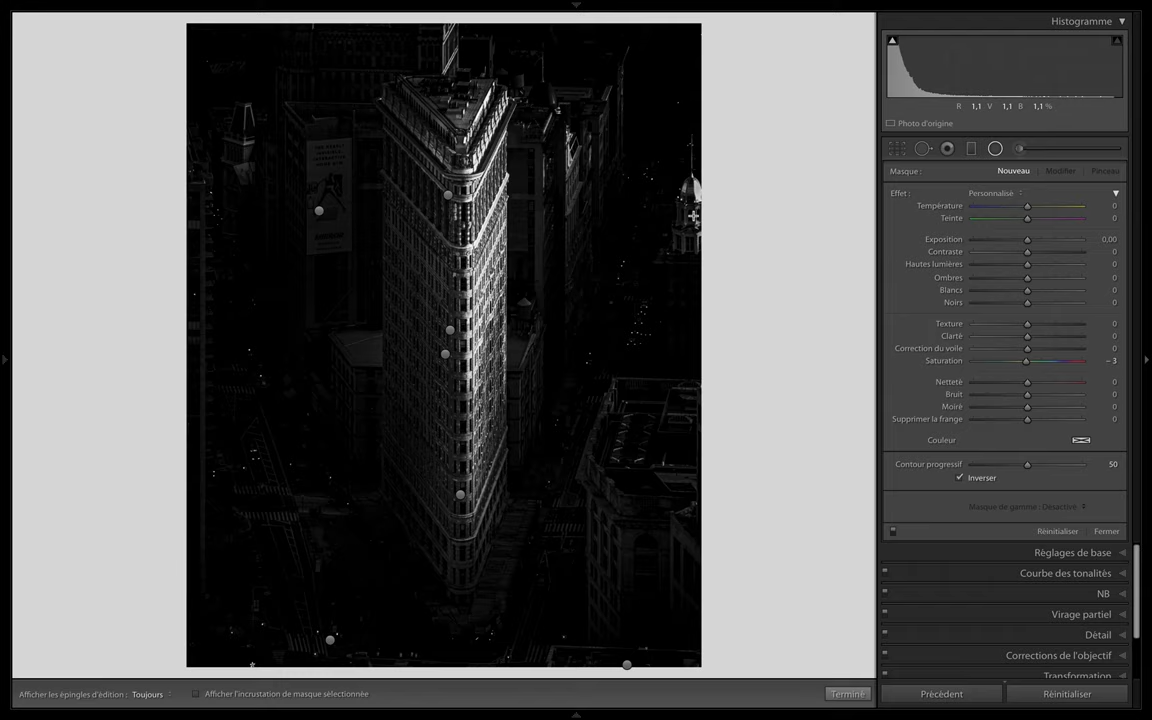 Histogramme
R 1,1 V 1,1 B 1,1 %
Photo d'origine
Masque : Nouveau Modifier Pinceau
Effet : Personnalisé
Température 0
Teinte 0
Exposition 0,00
Contraste 0
Hautes lumières 0
Ombres 0
Blancs 0
Noirs 0
Texture 0
Clarté 0
Correction du voile 0
Saturation – 3
Netteté 0
Bruit 0
Moiré 0
Supprimer la frange 0
Couleur
Contour progressif 50
Inverser
Masque de gamme : Désactivé
Réinitialiser Fermer
Réglages de base
Courbe des tonalités
NB
Virage partiel
Détail
Corrections de l'objectif
Transformation
Afficher les épingles d'édition : Toujours Afficher l'incrustation de masque sélectionnée Terminé
Précédent Réinitialiser